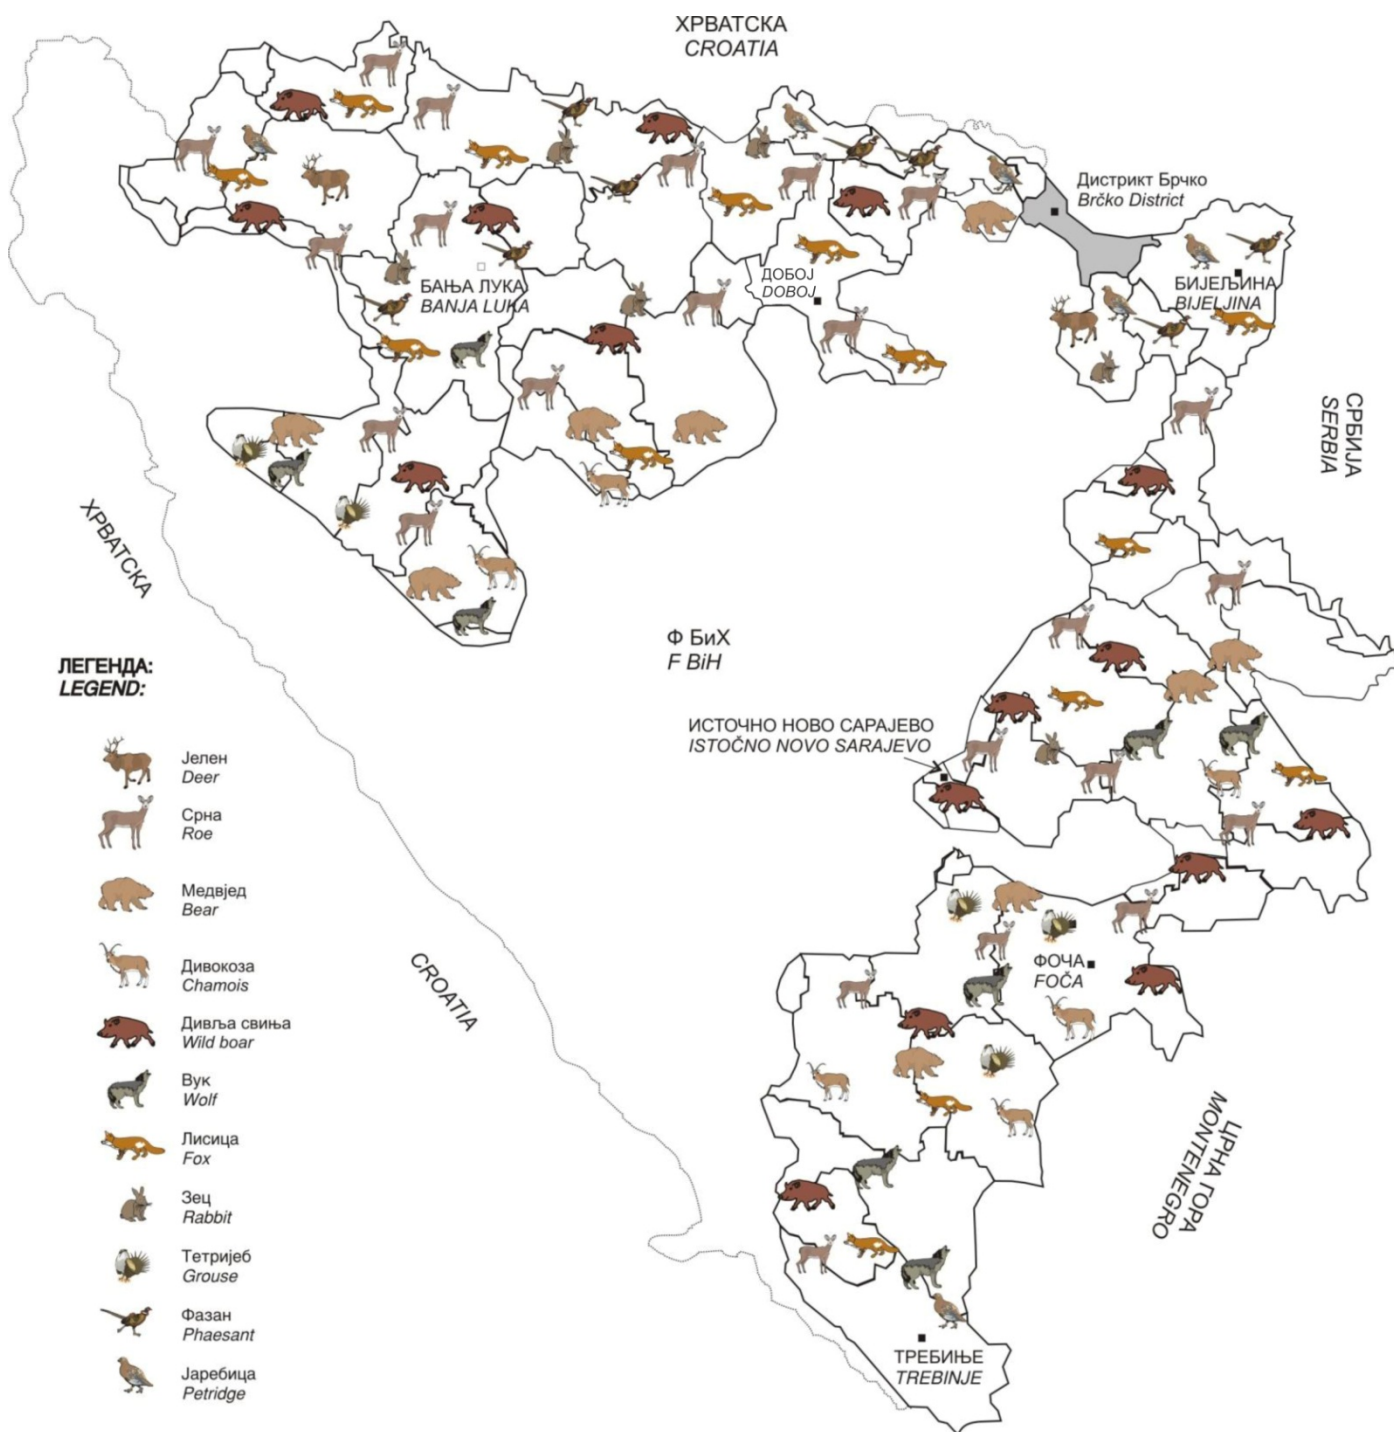 ХРВАТСКА
CROATIA
Дистрикт Брчко
Brčko District
БАЊА ЛУКА
BANJA LUKA
ДОБОЈ
DOBOJ
БИЈЕЉИНА
BIJELJINA
СРБИЈА
SERBIA
ХРВАТСКА
CROATIA
Ф БиХ
F BiH
ИСТОЧНО НОВО САРАЈЕВО
ISTOČNO NOVO SARAJEVO
ФОЧА
FOČA
ЦРНА ГОРА
MONTENEGRO
ТРЕБИЊЕ
TREBINJE
ЛЕГЕНДА:
LEGEND:
Јелен
Deer
Срна
Roe
Медвјед
Bear
Дивокоза
Chamois
Дивља свиња
Wild boar
Вук
Wolf
Лисица
Fox
Зец
Rabbit
Тетријеб
Grouse
Фазан
Phaesant
Јаребица
Petridge